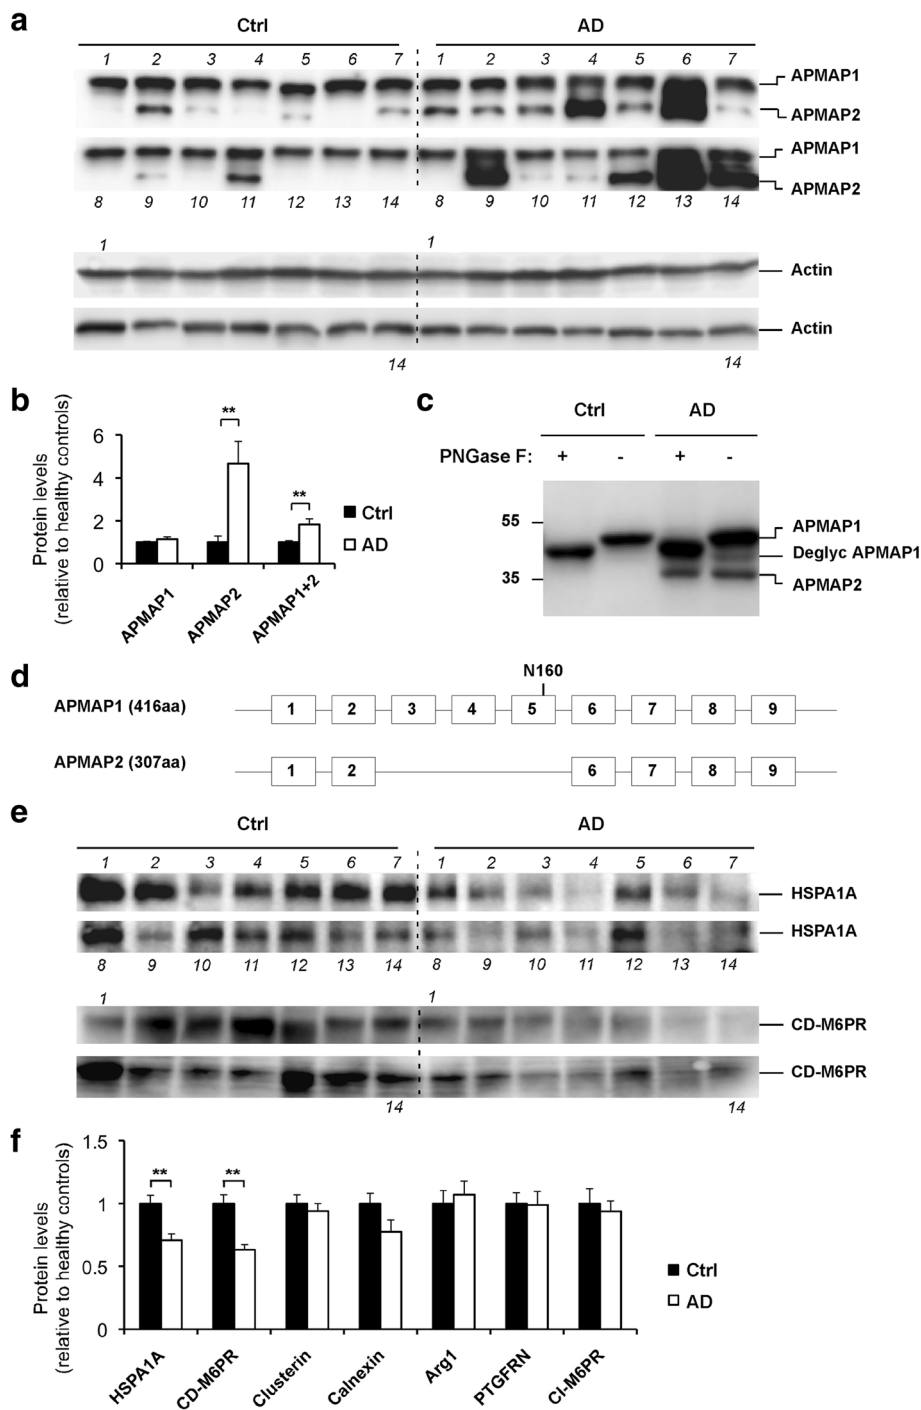 a
Ctrl AD
1 2 3 4 5 6 7 1 2 3 4 5 6 7
APMAP1
APMAP2
APMAP1
APMAP2
8 9 10 11 12 13 14 8 9 10 11 12 13 14
1 1
Actin
Actin
14 14
b
Protein levels
(relative to healthy controls)
6
4
2
0
**
**
Ctrl
AD
APMAP1 APMAP2 APMAP1+2
c
Ctrl AD
PNGase F: + - + -
55
35
APMAP1
Deglyc APMAP1
APMAP2
d
N160
APMAP1 (416aa) 1 2 3 4 5 6 7 8 9
APMAP2 (307aa) 1 2 6 7 8 9
e
Ctrl AD
1 2 3 4 5 6 7 1 2 3 4 5 6 7
HSPA1A
HSPA1A
8 9 10 11 12 13 14 8 9 10 11 12 13 14
1 1
CD-M6PR
CD-M6PR
14 14
f
Protein levels
(relative to healthy controls)
1.5
1
0.5
0
** **
Ctrl
AD
HSPA1A CD-M6PR Clusterin Calnexin Arg1 PTGFRN CI-M6PR